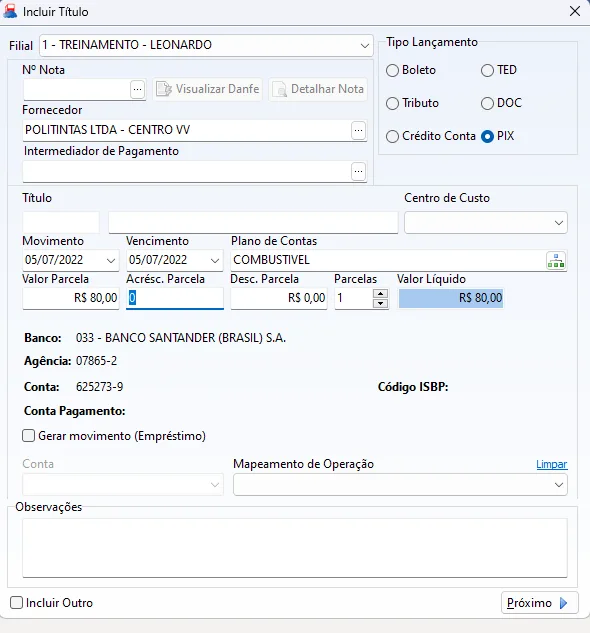 Incluir Título
Filial 1 - TREINAMENTO - LEONARDO
Tipo Lançamento
Boleto TED
Tributo DOC
Crédito Conta PIX
Nº Nota
... Visualizar Danfe Detalhar Nota
Fornecedor
POLITINTAS LTDA - CENTRO VV ...
Intermediador de Pagamento
...
Título Centro de Custo
Movimento Vencimento Plano de Contas
05/07/2022 05/07/2022 COMBUSTIVEL
Valor Parcela Acrésc. Parcela Desc. Parcela Parcelas Valor Líquido
R$ 80,00 0 R$ 0,00 1 R$ 80,00
Banco: 033 - BANCO SANTANDER (BRASIL) S.A.
Agência: 07865-2
Conta: 625273-9 Código ISBP:
Conta Pagamento:
Gerar movimento (Empréstimo)
Conta Mapeamento de Operação Limpar
Observações
Incluir Outro Próximo